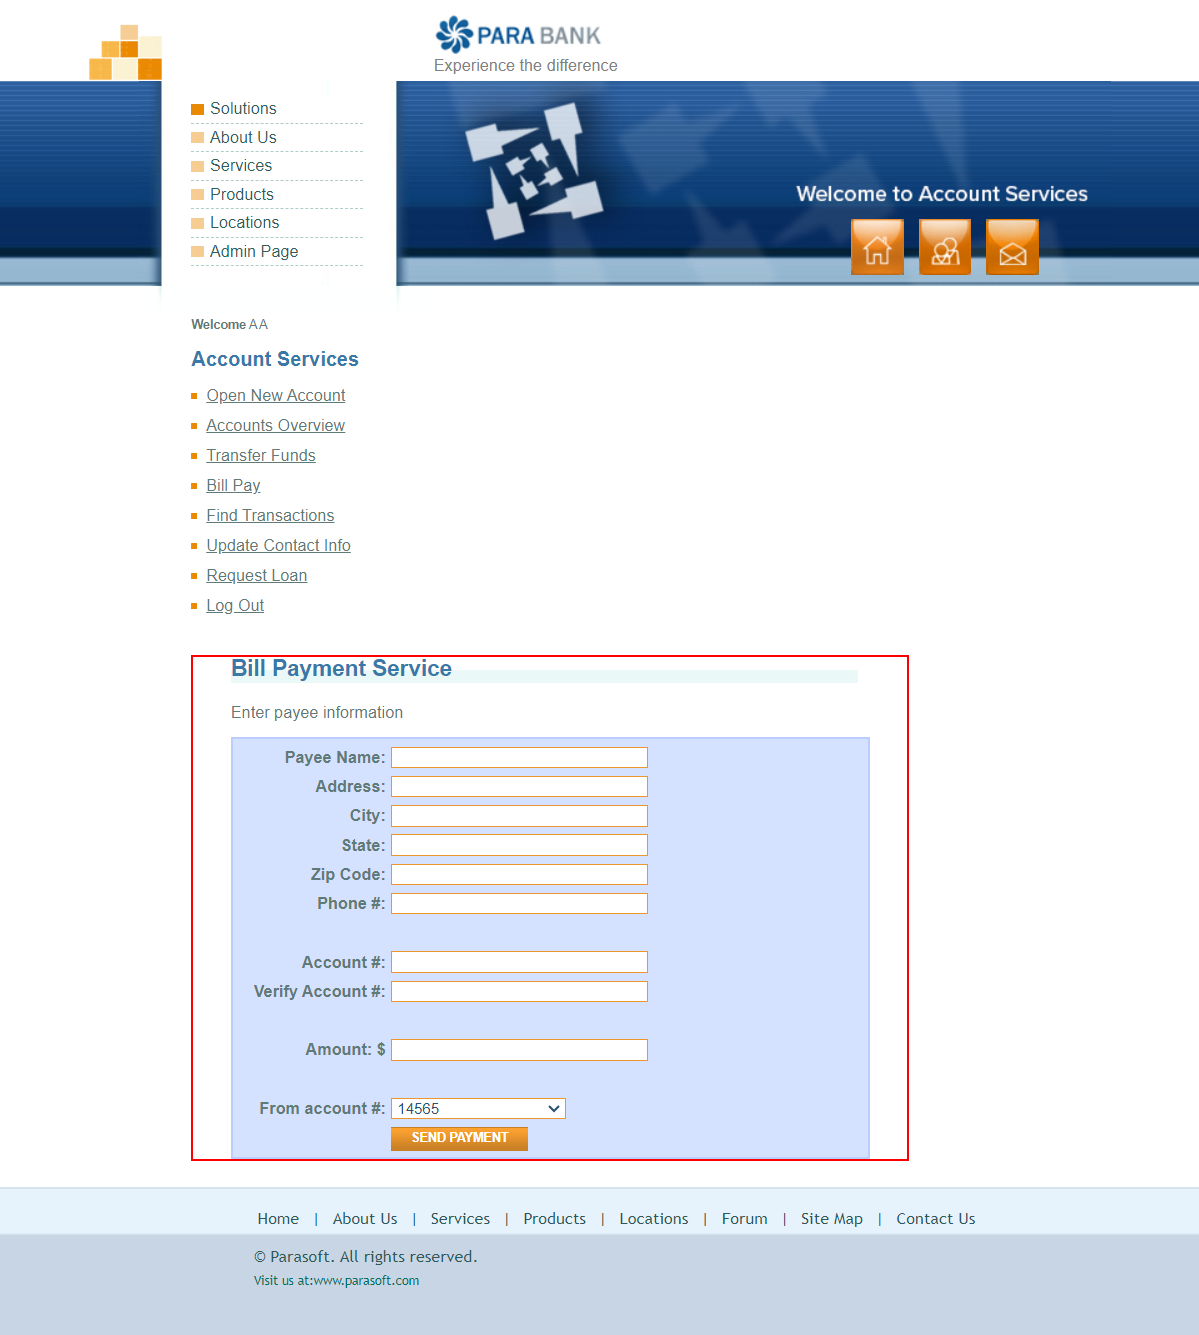 PARA BANK
Experience the difference
Solutions
About Us
Services
Products
Locations
Admin Page
Welcome to Account Services
Welcome A A
Account Services
Open New Account
Accounts Overview
Transfer Funds
Bill Pay
Find Transactions
Update Contact Info
Request Loan
Log Out
Bill Payment Service
Enter payee information
Payee Name:
Address:
City:
State:
Zip Code:
Phone #:
Account #:
Verify Account #:
Amount: $
From account #: 14565
SEND PAYMENT
Home | About Us | Services | Products | Locations | Forum | Site Map | Contact Us
© Parasoft. All rights reserved.
Visit us at:www.parasoft.com